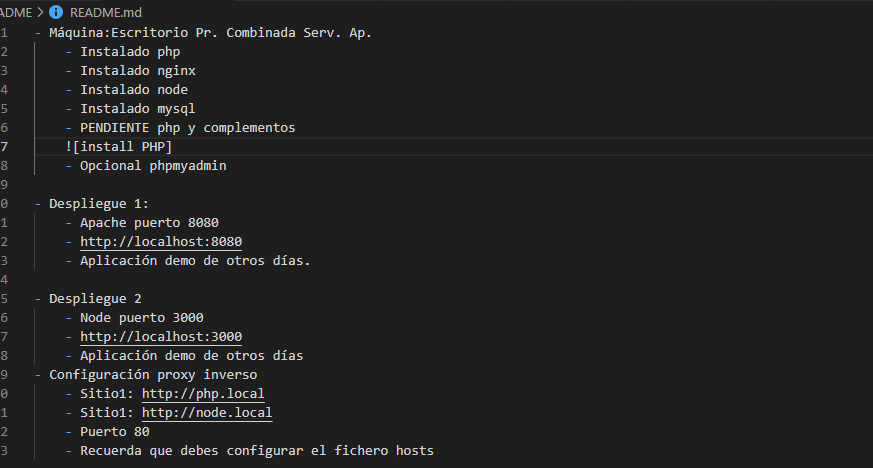 ADME > README.md
1 - Máquina:Escritorio Pr. Combinada Serv. Ap.
2 - Instalado php
3 - Instalado nginx
4 - Instalado node
5 - Instalado mysql
6 - PENDIENTE php y complementos
7 ![install PHP]
8 - Opcional phpmyadmin
9
0 - Despliegue 1:
1 - Apache puerto 8080
2 - http://localhost:8080
3 - Aplicación demo de otros días.
4
5 - Despliegue 2
6 - Node puerto 3000
7 - http://localhost:3000
8 - Aplicación demo de otros días
9 - Configuración proxy inverso
0 - Sitio1: http://php.local
1 - Sitio1: http://node.local
2 - Puerto 80
3 - Recuerda que debes configurar el fichero hosts